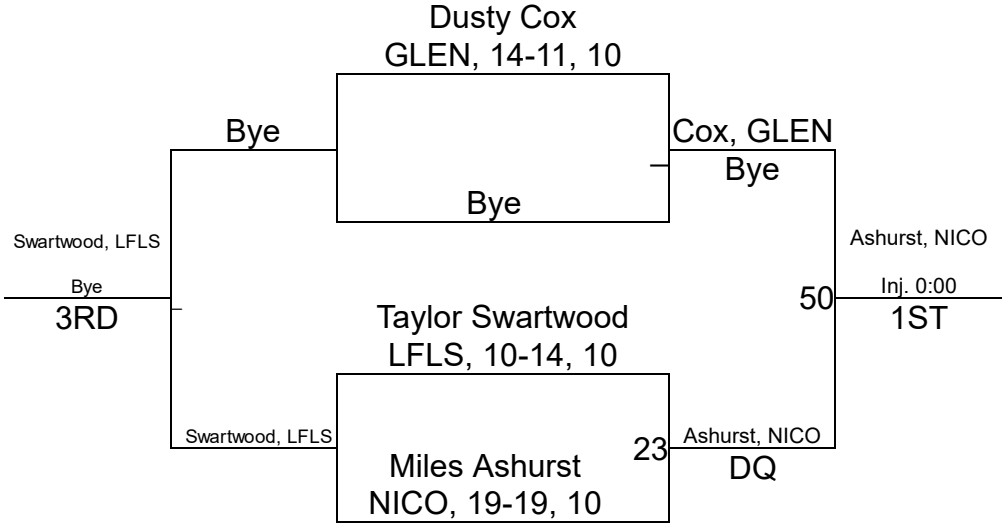 Dusty Cox
GLEN, 14-11, 10
Bye
Cox, GLEN
Bye
Bye
Swartwood, LFLS
Bye
3RD
Ashurst, NICO
Inj. 0:00
1ST
50
Taylor Swartwood
LFLS, 10-14, 10
Swartwood, LFLS
23
Ashurst, NICO
DQ
Miles Ashurst
NICO, 19-19, 10